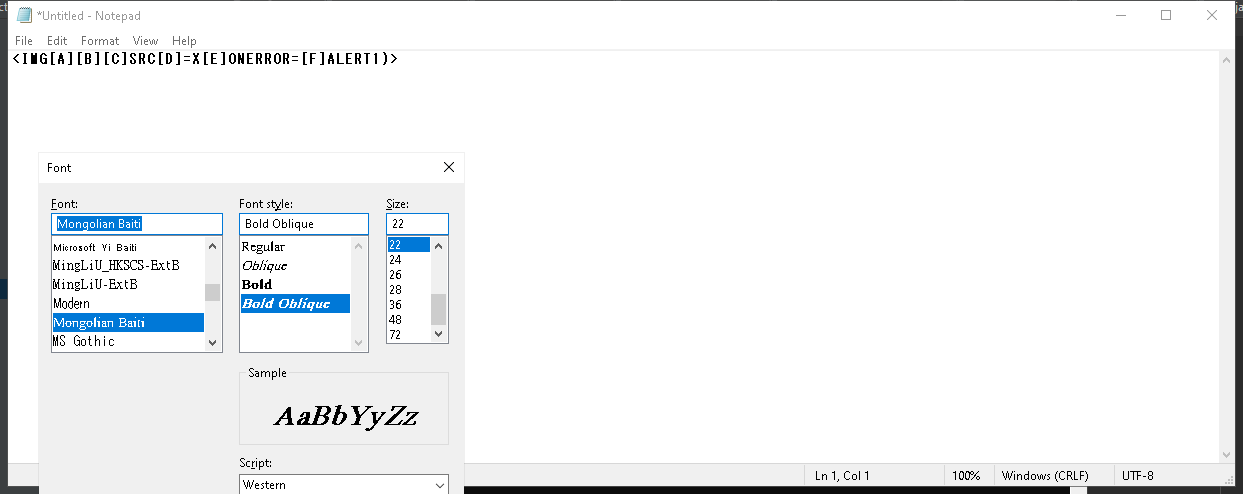 *Untitled - Notepad
File Edit Format View Help
<IMG[A][B][C]SRC[D]=X[E]ONERROR=[F]ALERT1)>
Font
Font: Font style: Size:
Mongolian Baiti Bold Oblique 22
Microsoft Yi Baiti Regular 22
MingLiU_HKSCS-ExtB Oblique 24
MingLiU-ExtB Bold 26
Modern Bold Oblique 28
Mongolian Baiti 36
MS Gothic 48
72
Sample
AaBbYyZz
Script:
Western
Ln 1, Col 1 100% Windows (CRLF) UTF-8